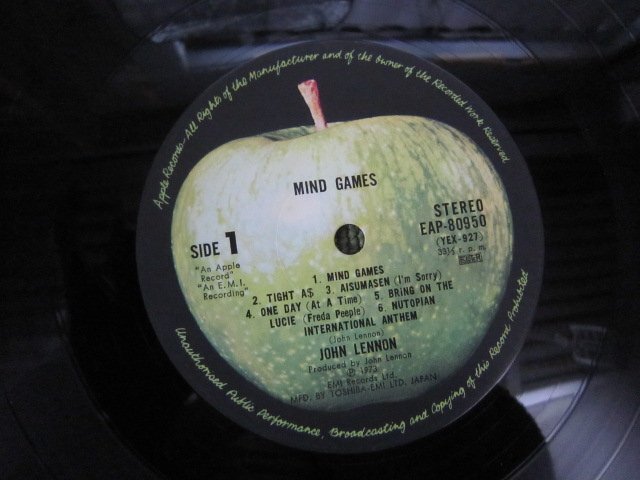 Apple Records-All Rights of the Manufacturer and of the Owner of the Recorded Work Reserved
MIND GAMES
STEREO
EAP-80950
(YEX-927)
33⅓ r. p. m.
SIDE 1
"An Apple
Record"
"An E.M.I.
Recording"
1. MIND GAMES
2. TIGHT A$ 3. AISUMASEN (I'm Sorry)
4. ONE DAY (At A Time) 5. BRING ON THE
LUCIE (Freda Peeple) 6. NUTOPIAN
INTERNATIONAL ANTHEM
(John Lennon)
JOHN LENNON
Produced by John Lennon
Ⓟ 1973
EMI Records Ltd.
MFD. BY TOSHIBA-EMI LTD. JAPAN
Unauthorised Public Performance, Broadcasting and Copying of this Record Prohibited